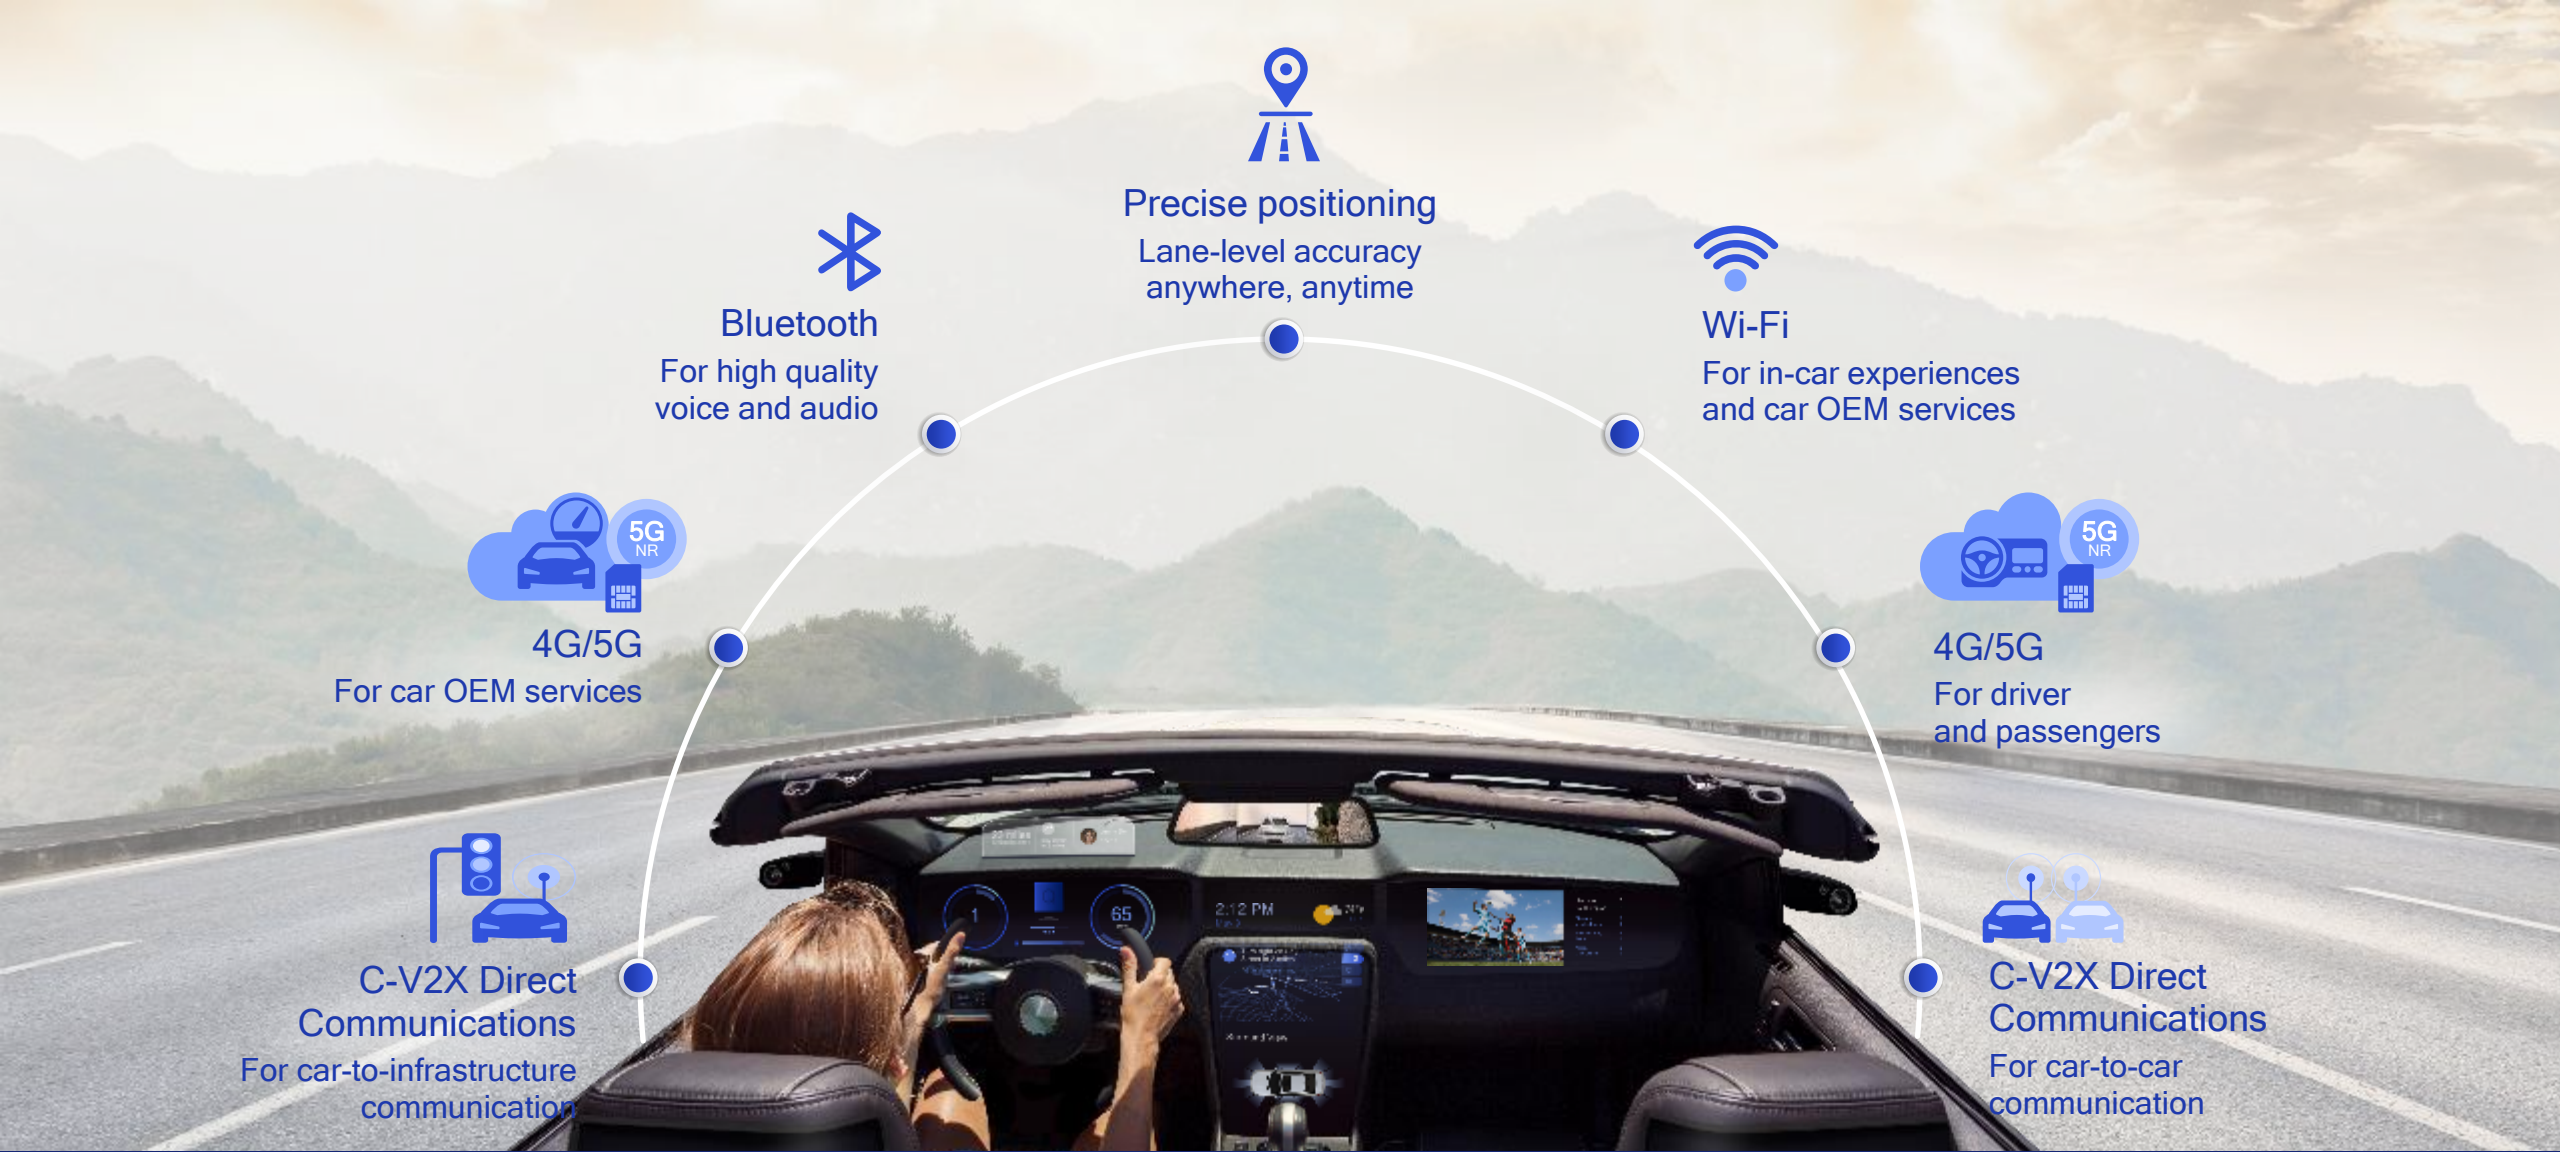 Precise positioning
Lane-level accuracy
anywhere, anytime
Bluetooth
For high quality
voice and audio
Wi-Fi
For in-car experiences
and car OEM services
5G
NR
4G/5G
For car OEM services
5G
NR
4G/5G
For driver
and passengers
C-V2X Direct
Communications
For car-to-infrastructure
communication
C-V2X Direct
Communications
For car-to-car
communication
1
65
2:12 PM